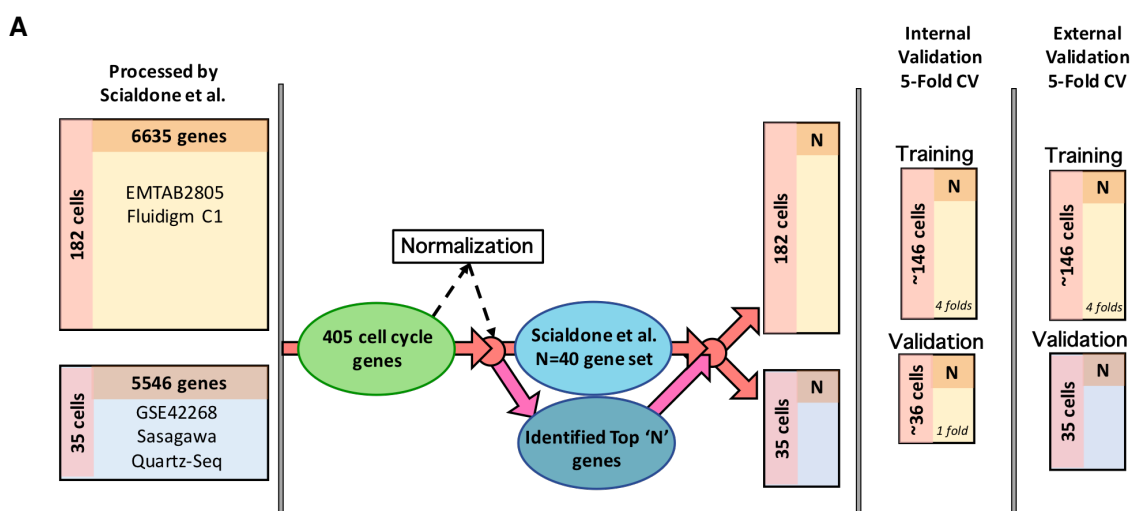 A
Processed by
Scialdone et al.
6635 genes
182 cells
EMTAB2805
Fluidigm C1
5546 genes
35 cells
GSE42268
Sasagawa
Quartz-Seq
Normalization
405 cell cycle
genes
Scialdone et al.
N=40 gene set
Identified Top ‘N’
genes
N
182 cells
N
35 cells
Internal
Validation
5-Fold CV
Training
N
~146 cells
4 folds
Validation
N
~36 cells
1 fold
External
Validation
5-Fold CV
Training
N
~146 cells
4 folds
Validation
N
35 cells